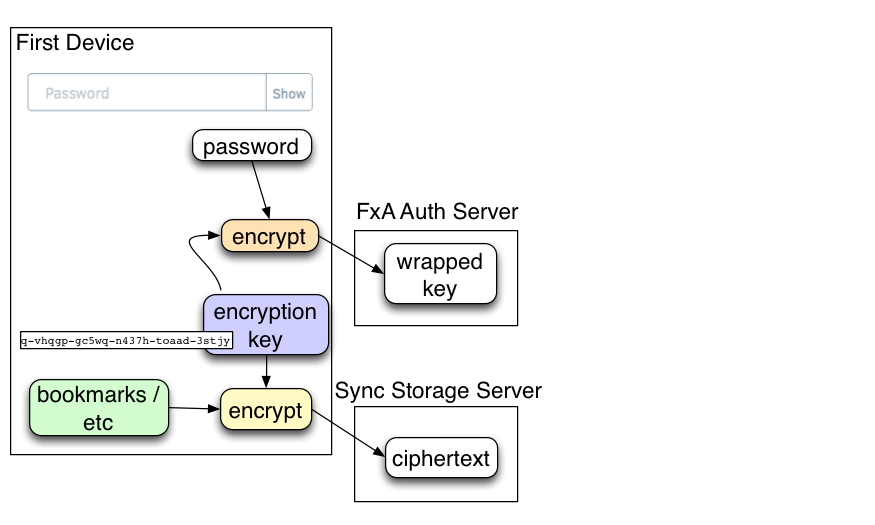 First Device
Password
Show
password
FxA Auth Server
encrypt
wrapped
key
encryption
key
q-vhqgp-gc5wq-n437h-toaad-3stjy
Sync Storage Server
bookmarks /
etc
encrypt
ciphertext